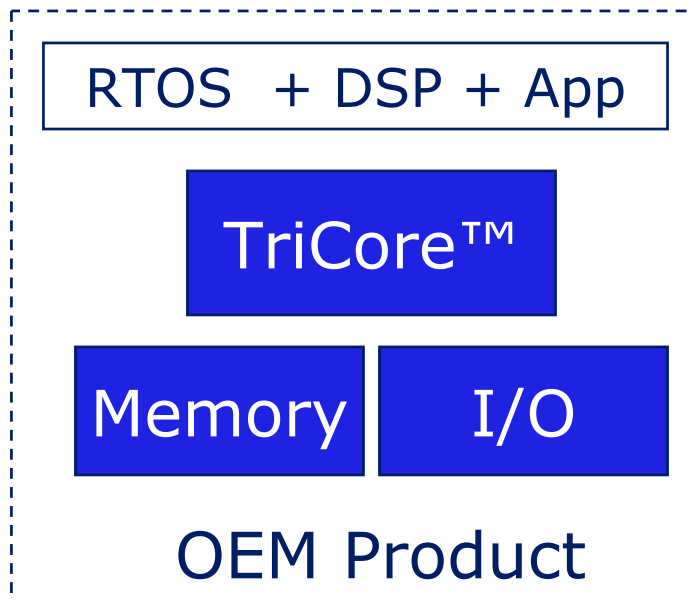 RTOS + DSP + App
TriCore™
Memory
I/O
OEM Product